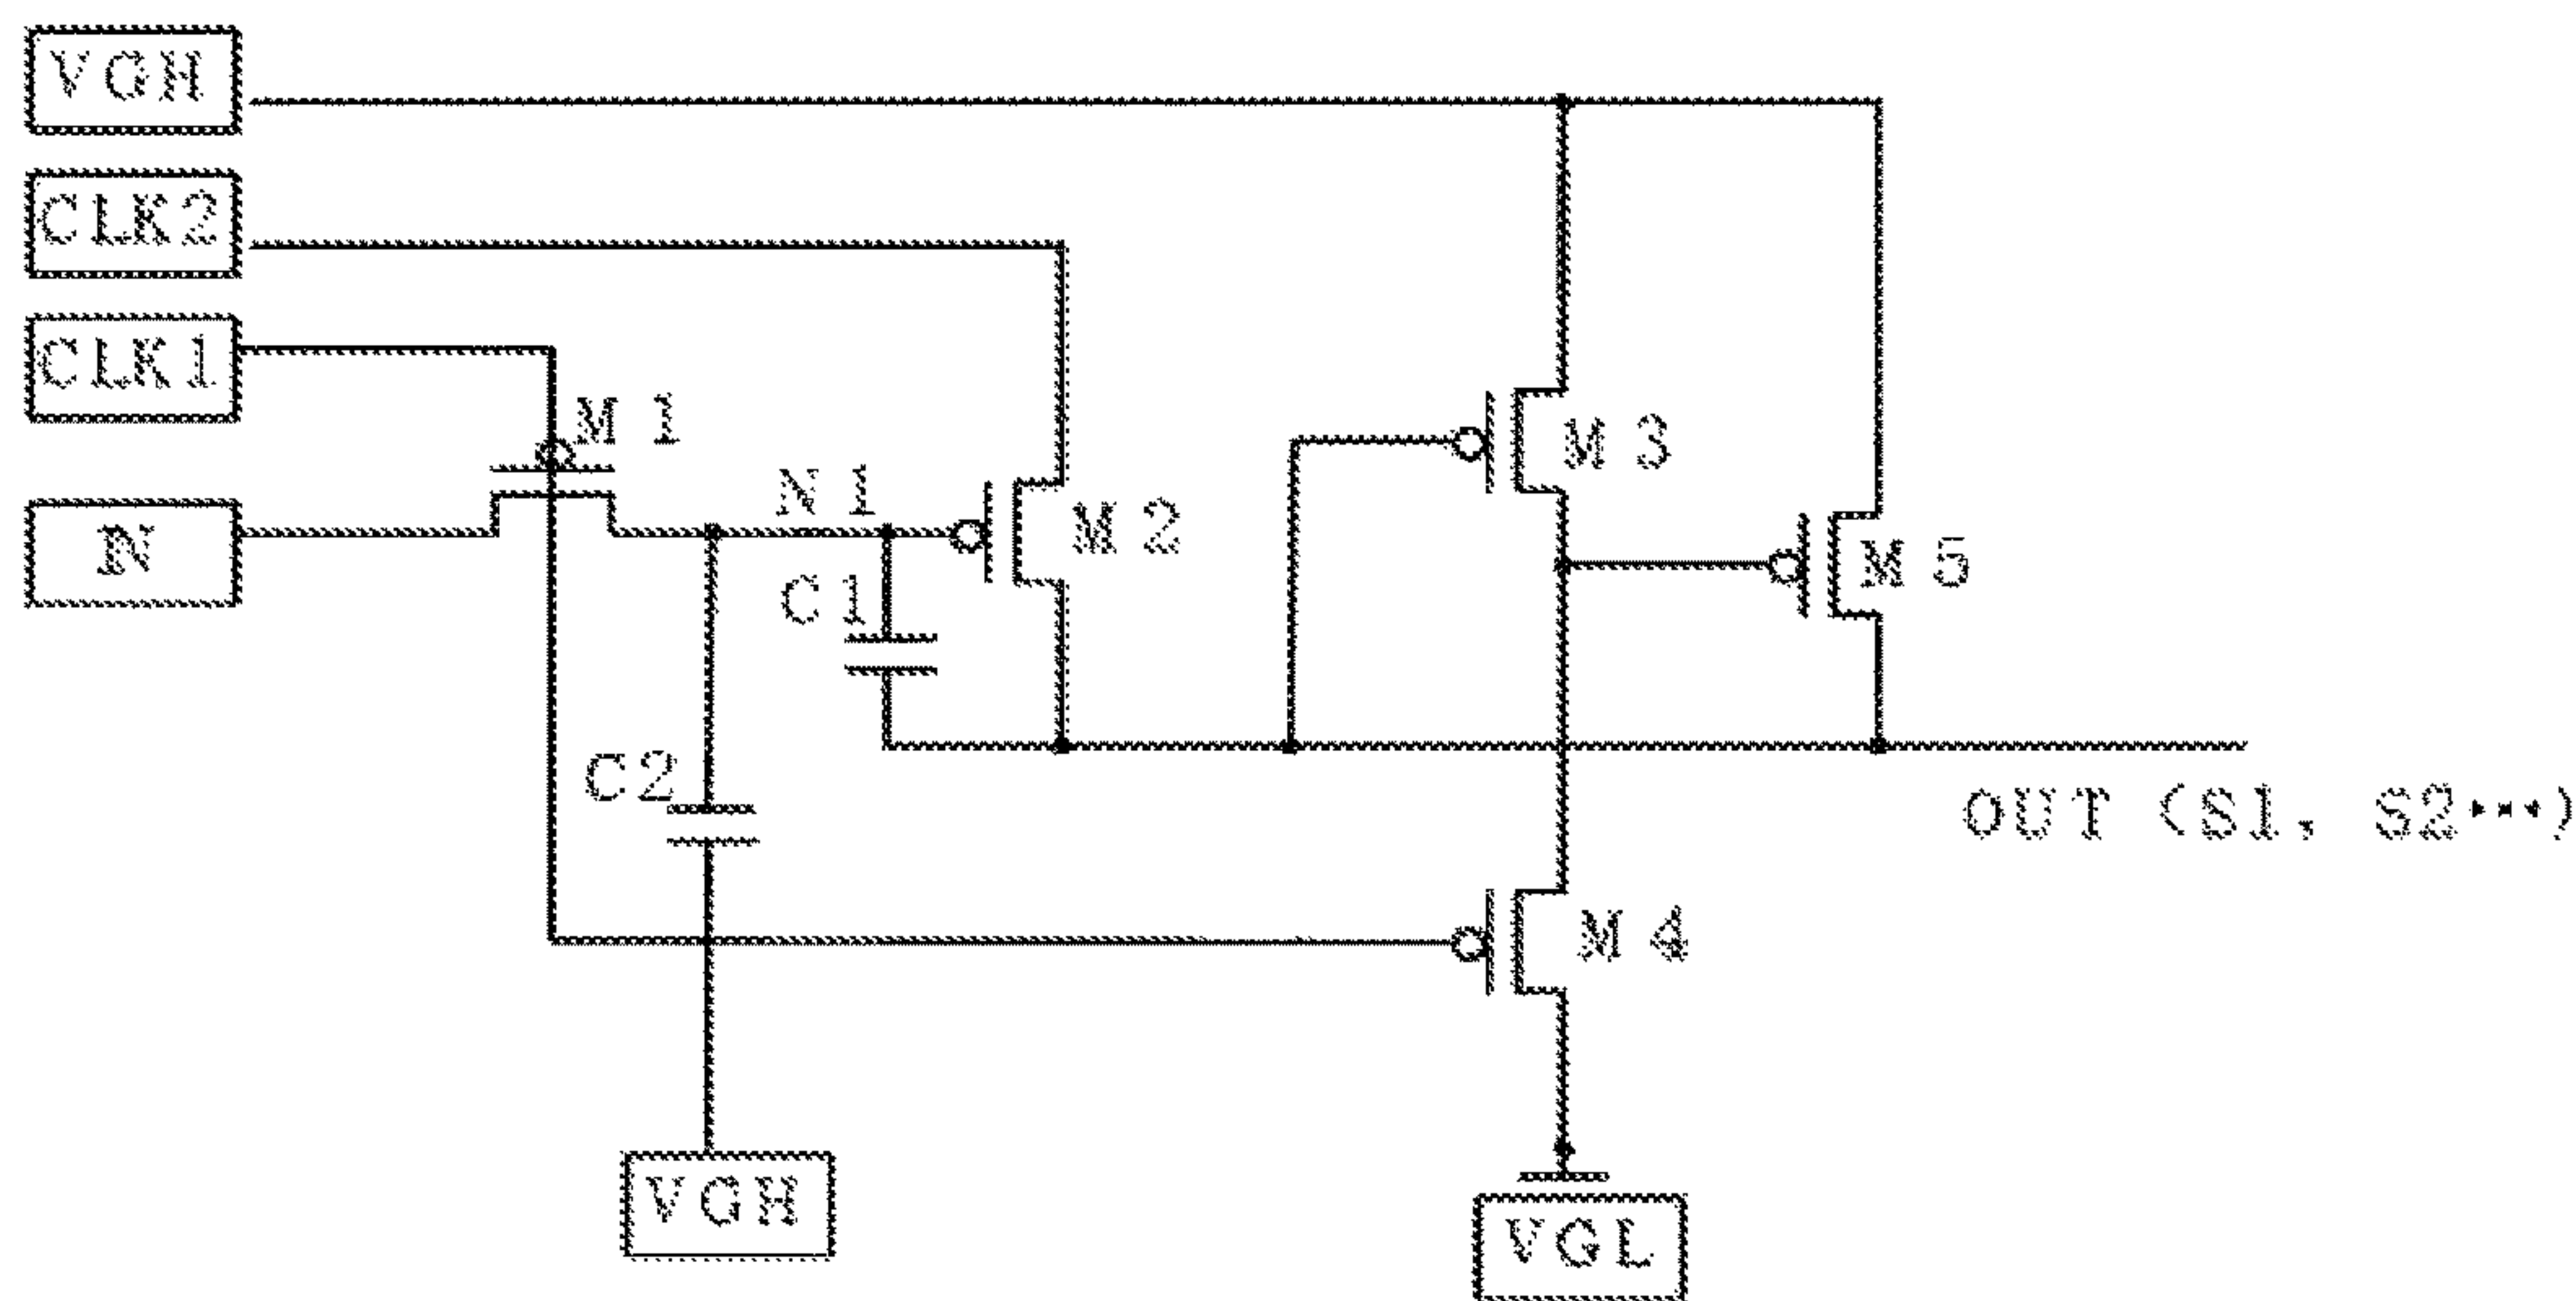 VGH
CLK2
CLK1
M1
IN
N1
M2
C1
M3
M5
C2
OUT (S1, S2…)
M4
VGH
VGL